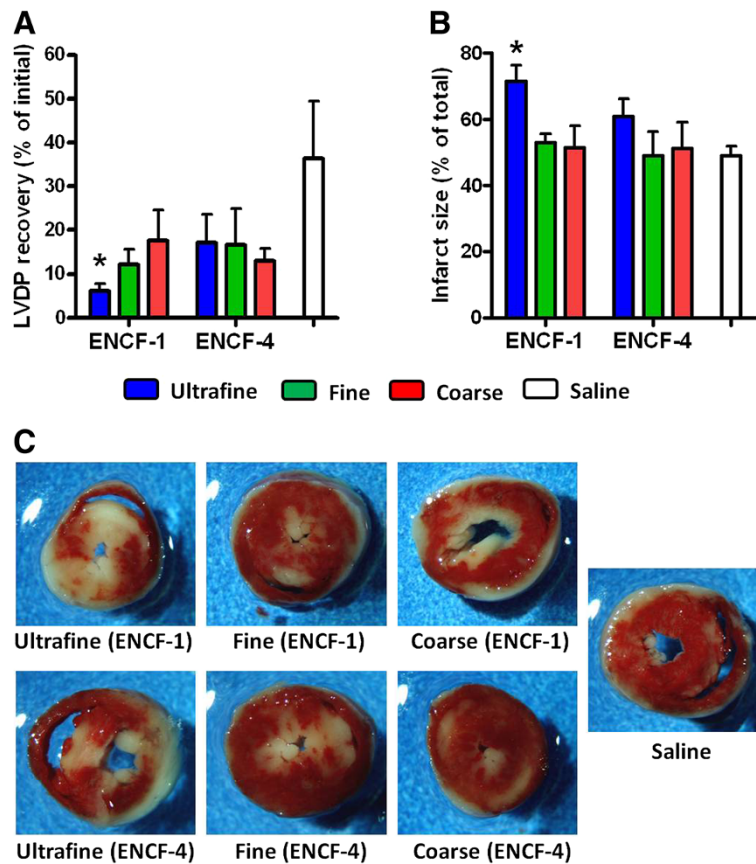 A
LVDP recovery (% of initial)
60
50
40
30
20
10
0
*
ENCF-1 ENCF-4
B
Infarct size (% of total)
80
60
40
20
0
*
ENCF-1 ENCF-4
Ultrafine Fine Coarse Saline
C
Ultrafine (ENCF-1) Fine (ENCF-1) Coarse (ENCF-1)
Saline
Ultrafine (ENCF-4) Fine (ENCF-4) Coarse (ENCF-4)